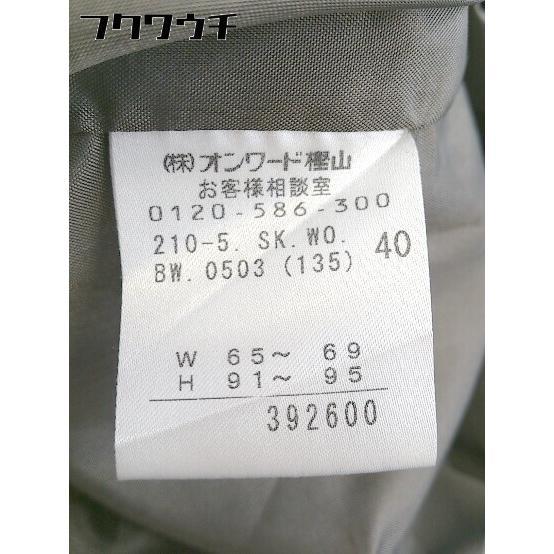 フクワウチ
(株)オンワード樫山
お客様相談室
0120-586-300
210-5. SK.WO. 40
BW.0503 (135)
W 65～ 69
H 91～ 95
392600